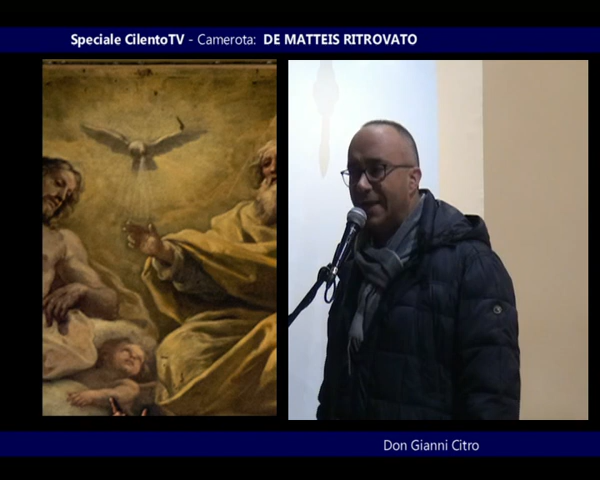 Speciale CilentoTV - Camerota: DE MATTEIS RITROVATO
Don Gianni Citro